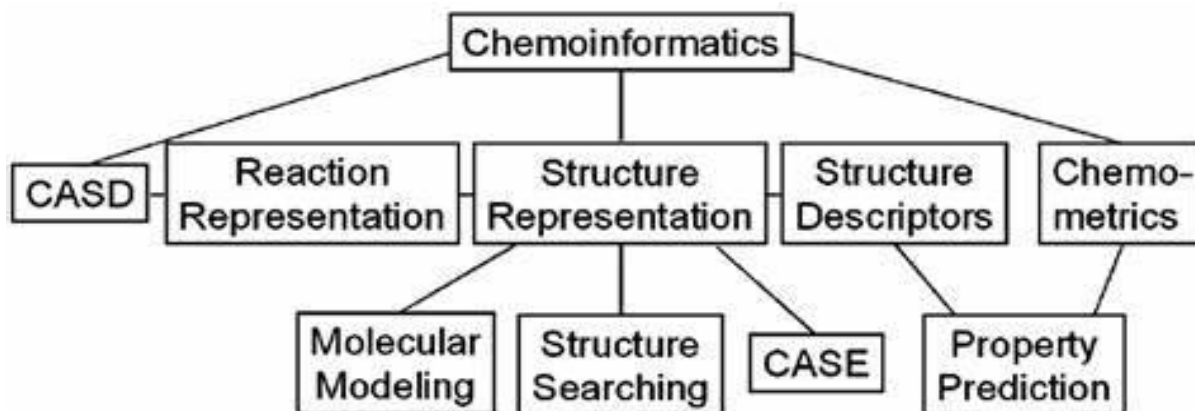 Chemoinformatics
CASD
Reaction
Representation
Structure
Representation
Structure
Descriptors
Chemo-
metrics
Molecular
Modeling
Structure
Searching
CASE
Property
Prediction